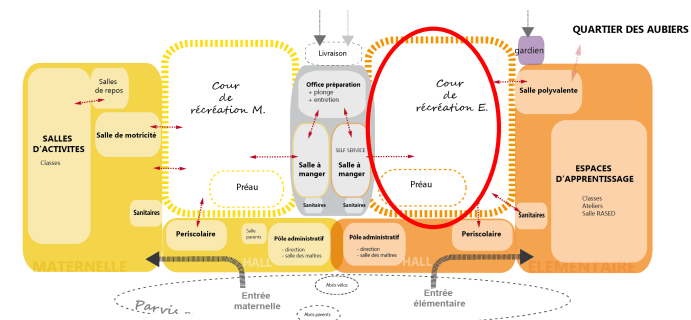 QUARTIER DES AUBIERS
Livraison
gardien
Salles
de repos
Cour
de
récréation M.
Office préparation
+ plonge
+ entretien
Cour
de
récréation E.
Salle polyvalente
Salle de motricité
SALLES
D'ACTIVITES
Classes
SELF SERVICE
Salle à
manger
Salle à
manger
ESPACES
D'APPRENTISSAGE
Classes
Ateliers
Salle RASED
Préau
Préau
Sanitaires
Sanitaires
Sanitaires
Sanitaires
Periscolaire
Salle
parents
Pôle administratif
- direction
- salle des maîtres
Pôle administratif
- direction
- salle des maîtres
Periscolaire
MATERNELLE
HALL
HALL
ELEMENTAIRE
Abris vélos
Entrée
maternelle
Entrée
élémentaire
Parvis
Abris parents